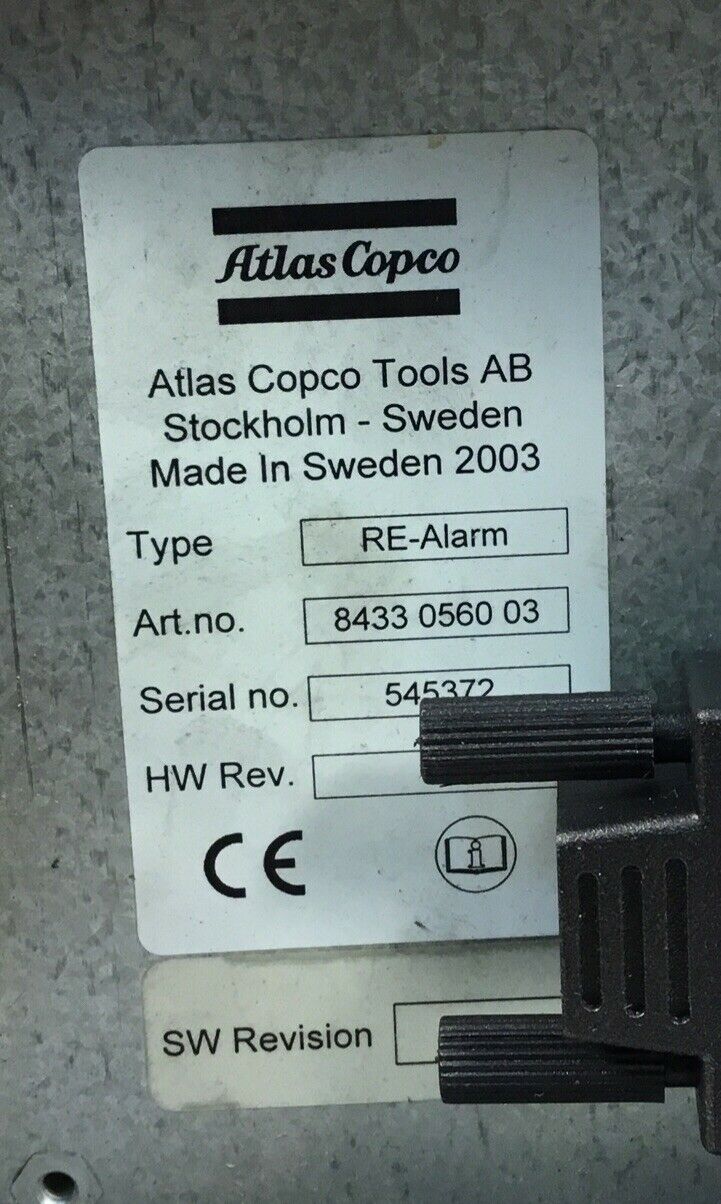 Atlas Copco
Atlas Copco Tools AB
Stockholm - Sweden
Made In Sweden 2003
Type RE-Alarm
Art.no. 8433 0560 03
Serial no. 545372
HW Rev.
CE
i
SW Revision